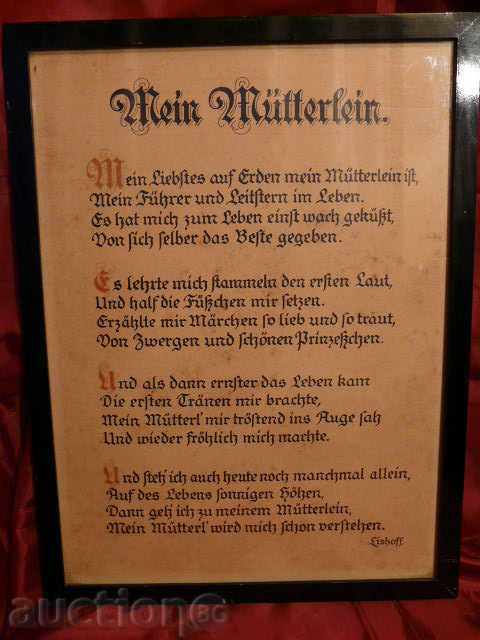 Mein Mütterlein.
Mein Liebstes auf Erden mein Mütterlein ist,
Mein Führer und Leitstern im Leben.
Es hat mich zum Leben einst wach geküßt,
Von sich selber das Beste gegeben.
Es lehrte mich stammeln den ersten Laut,
Und half die Füßchen mir setzen.
Erzählte mir Märchen so lieb und so traut,
Von Zwergen und schönen Prinzeßchen.
Und als dann ernster das Leben kam
Die ersten Tränen mir brachte,
Mein Mütterl' mir tröstend ins Auge sah
Und wieder fröhlich mich machte.
Und steh' ich auch heute noch manchmal allein,
Auf des Lebens sonnigen Höhen,
Dann geh' ich zu meinem Mütterlein,
Mein Mütterl' wird mich schon verstehen.
Lishoff
auction BG